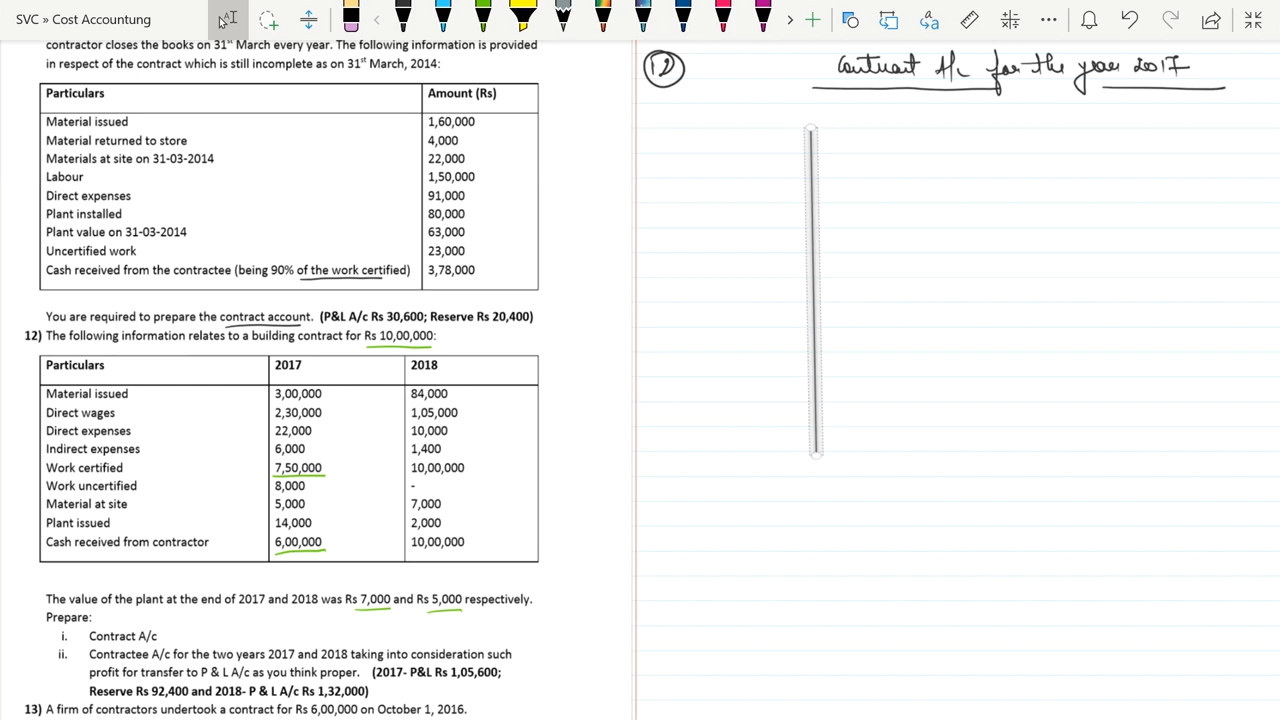 SVC » Cost Accountung
contractor closes the books on 31st March every year. The following information is provided
in respect of the contract which is still incomplete as on 31st March, 2014:
Particulars Amount (Rs)
Material issued 1,60,000
Material returned to store 4,000
Materials at site on 31-03-2014 22,000
Labour 1,50,000
Direct expenses 91,000
Plant installed 80,000
Plant value on 31-03-2014 63,000
Uncertified work 23,000
Cash received from the contractee (being 90% of the work certified) 3,78,000
You are required to prepare the contract account. (P&L A/c Rs 30,600; Reserve Rs 20,400)
12) The following information relates to a building contract for Rs 10,00,000:
Particulars 2017 2018
Material issued 3,00,000 84,000
Direct wages 2,30,000 1,05,000
Direct expenses 22,000 10,000
Indirect expenses 6,000 1,400
Work certified 7,50,000 10,00,000
Work uncertified 8,000 -
Material at site 5,000 7,000
Plant issued 14,000 2,000
Cash received from contractor 6,00,000 10,00,000
The value of the plant at the end of 2017 and 2018 was Rs 7,000 and Rs 5,000 respectively.
Prepare:
i. Contract A/c
ii. Contractee A/c for the two years 2017 and 2018 taking into consideration such
profit for transfer to P & L A/c as you think proper. (2017- P&L Rs 1,05,600;
Reserve Rs 92,400 and 2018- P & L A/c Rs 1,32,000)
13) A firm of contractors undertook a contract for Rs 6,00,000 on October 1, 2016.
12 Contract A/c for the year 2017